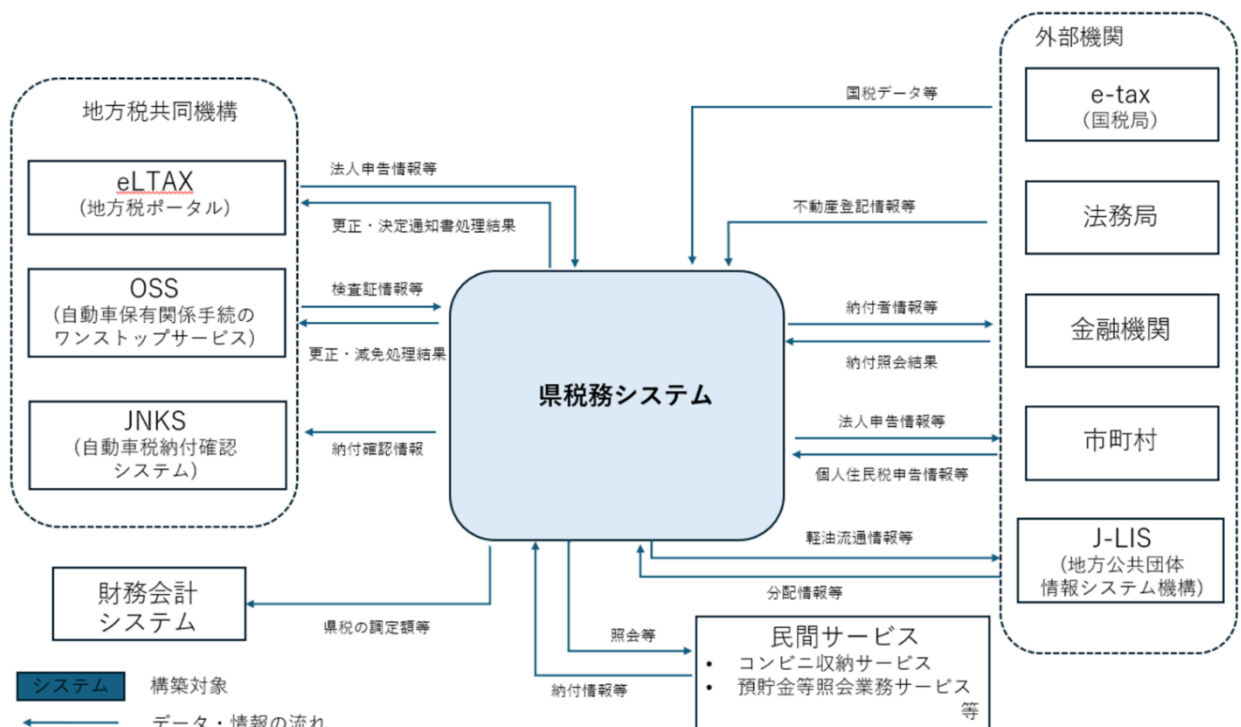 外部機関
国税データ等
e-tax
(国税局)
地方税共同機構
法人申告情報等
eLTAX
(地方税ポータル)
更正・決定通知書処理結果
不動産登記情報等
法務局
OSS
(自動車保有関係手続の
ワンストップサービス)
検査証情報等
更正・減免処理結果
納付者情報等
金融機関
納付照会結果
県税務システム
JNKS
(自動車税納付確認
システム)
納付確認情報
法人申告情報等
市町村
個人住民税申告情報等
軽油流通情報等
J-LIS
(地方公共団体
情報システム機構)
分配情報等
財務会計
システム
県税の調定額等
照会等
納付情報等
民間サービス
• コンビニ収納サービス
• 預貯金等照会業務サービス
等
システム
構築対象
データ・情報の流れ